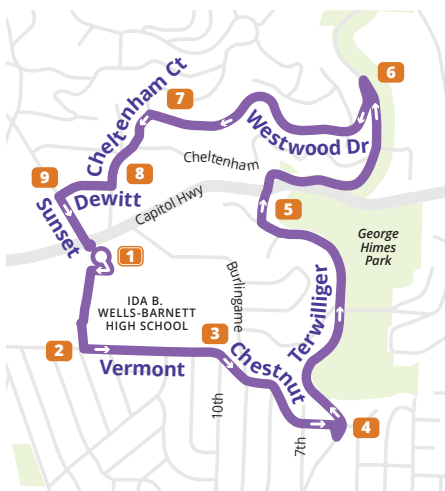 6
7
Cheltenham Ct
Westwood Dr
Cheltenham
8
9
Dewitt
Capitol Hwy
Sunset
5
George
Himes
Park
1
Burlingame
Terwilliger
IDA B.
WELLS-BARNETT
HIGH SCHOOL
3
2
Vermont
Chestnut
10th
7th
4